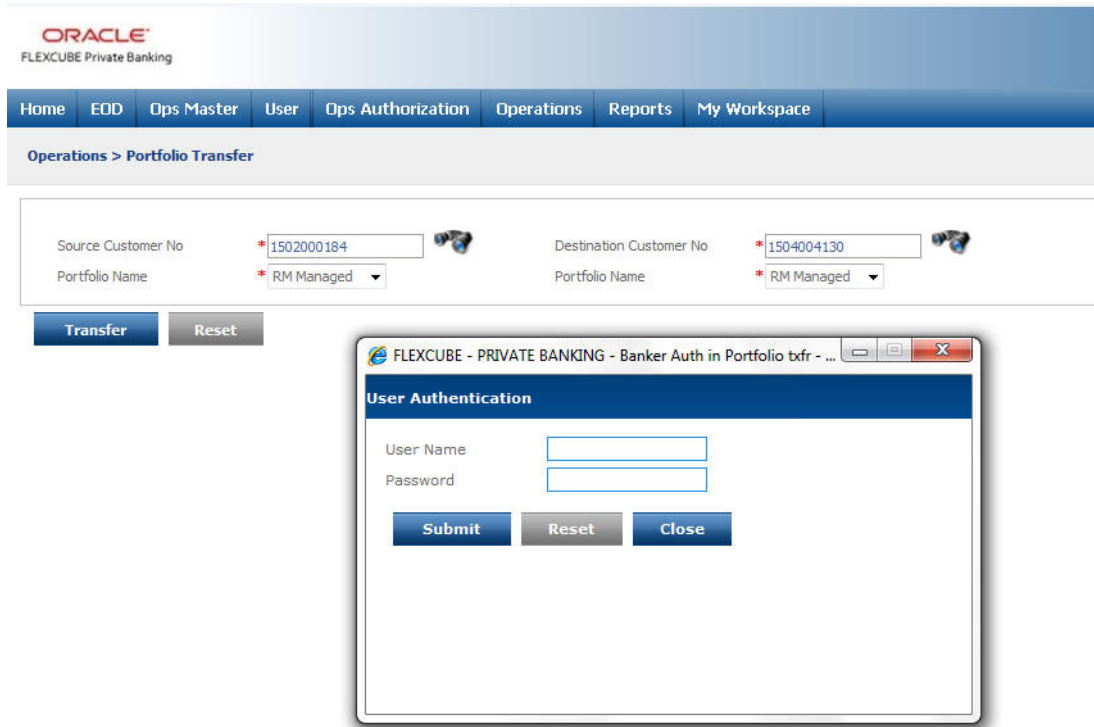 ORACLE
FLEXCUBE Private Banking
Home EOD Ops Master User Ops Authorization Operations Reports My Workspace
Operations > Portfolio Transfer
Source Customer No * 1502000184 Destination Customer No * 1504004130
Portfolio Name * RM Managed Portfolio Name * RM Managed
Transfer Reset
FLEXCUBE - PRIVATE BANKING - Banker Auth in Portfolio txfr - ...
User Authentication
User Name
Password
Submit Reset Close